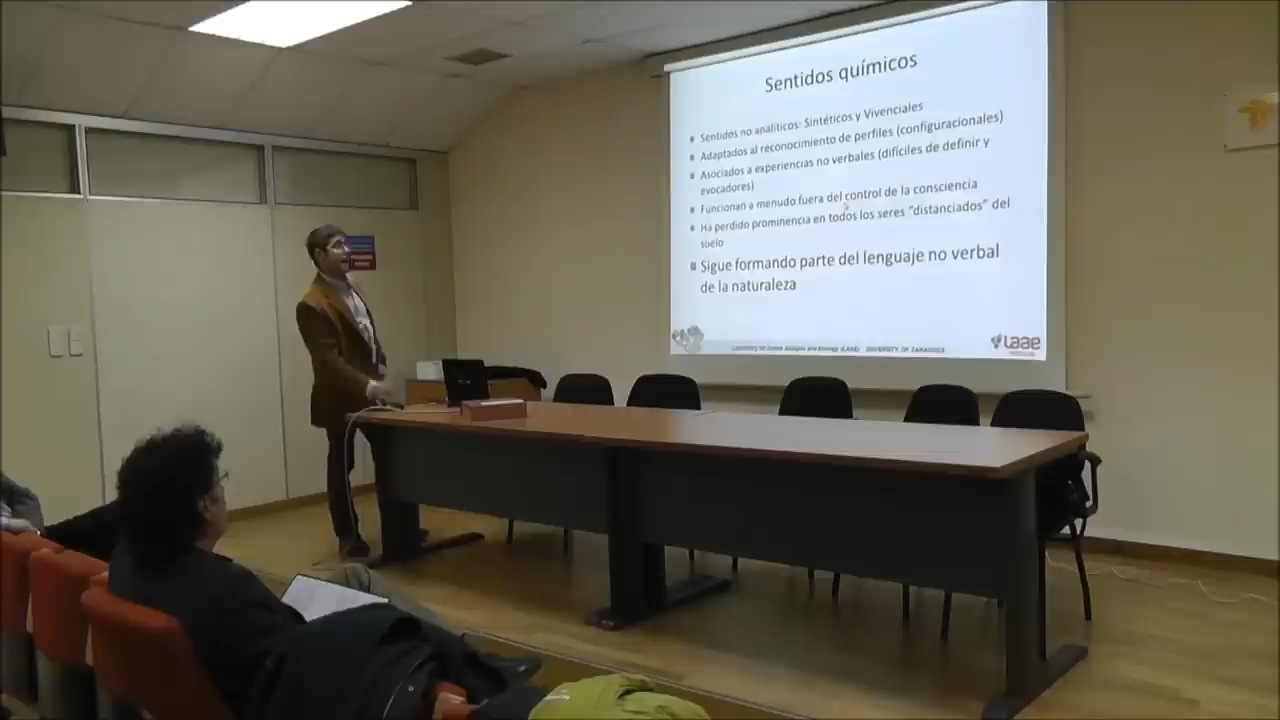 Sentidos químicos
Sentidos no analíticos: Sintéticos y Vivenciales
Adaptados al reconocimiento de perfiles (configuracionales)
Asociados a experiencias no verbales (difíciles de definir y
evocadores)
Funcionan a menudo fuera del control de la consciencia
Ha perdido prominencia en todos los seres "distanciados" del
suelo
Sigue formando parte del lenguaje no verbal
de la naturaleza
UNIVERSITY OF ZARAGOZA
laae